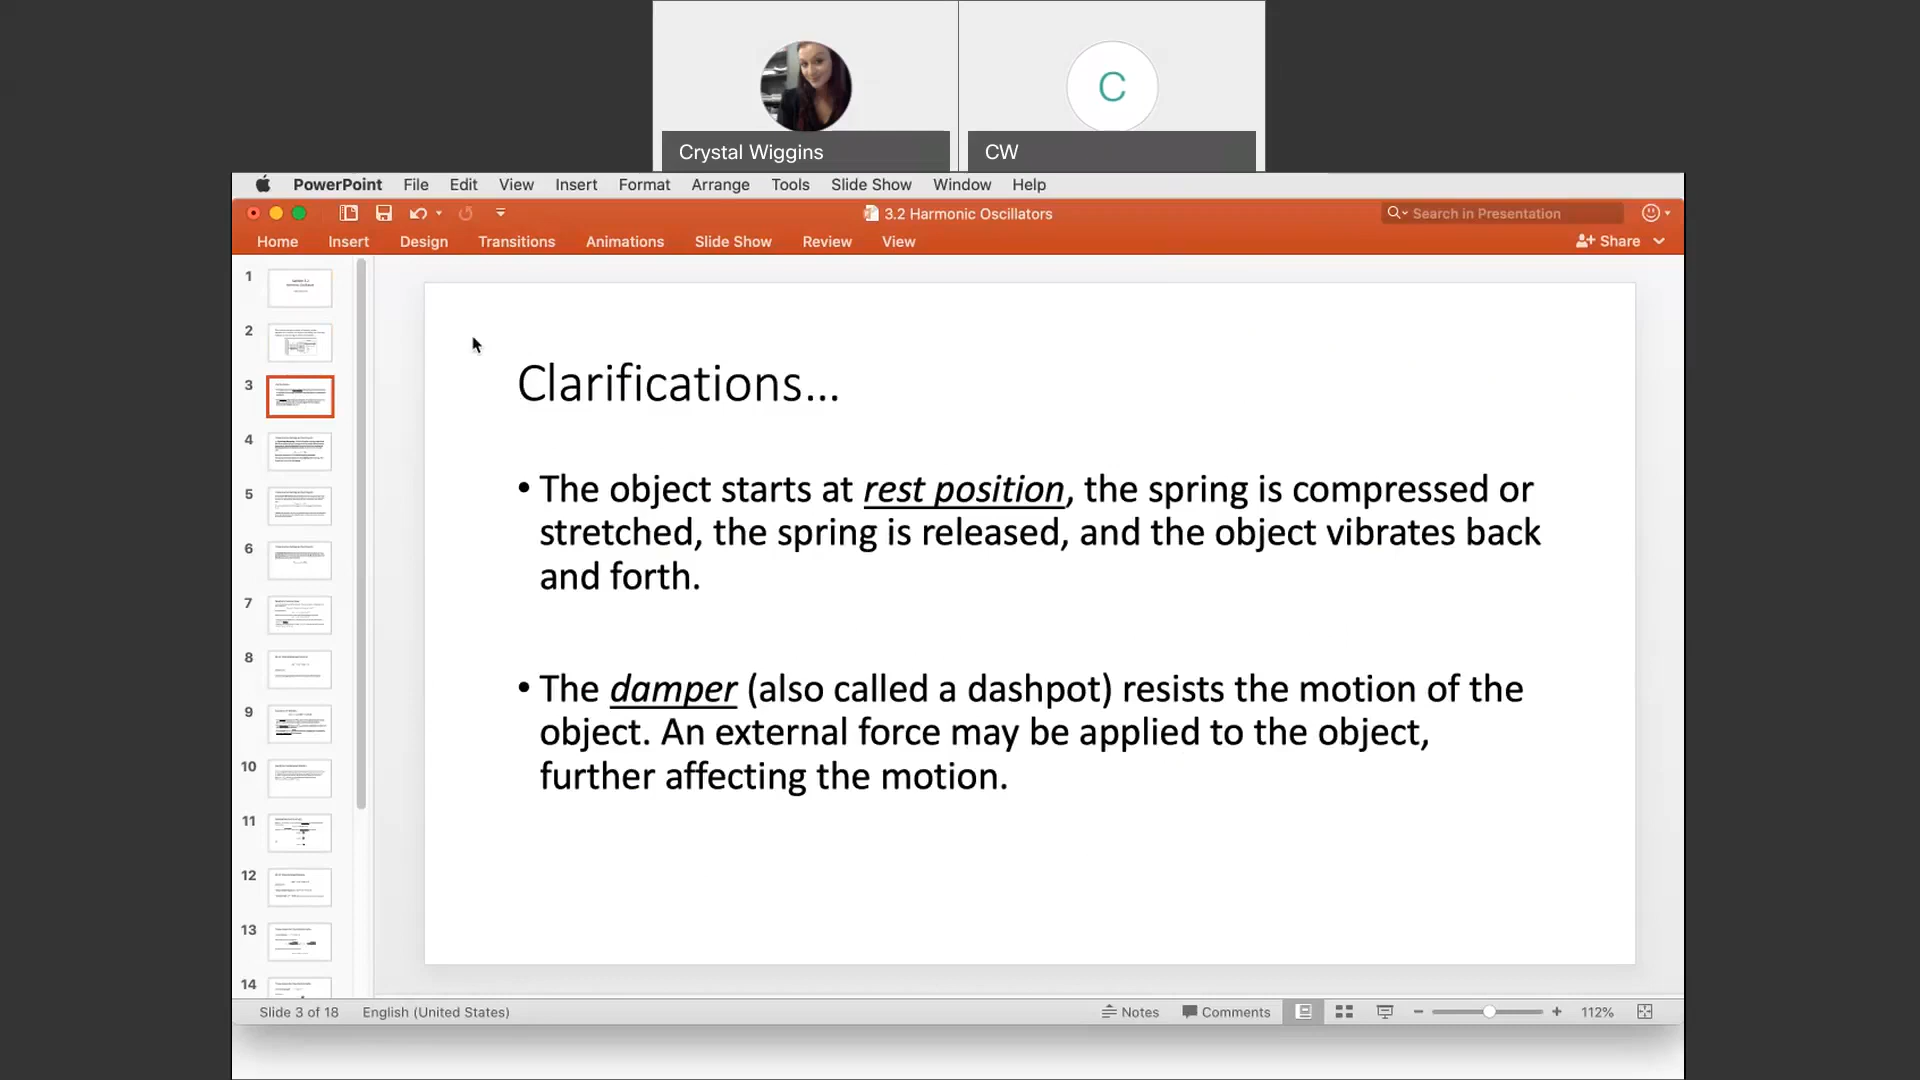 Crystal Wiggins
C
CW
PowerPoint File Edit View Insert Format Arrange Tools Slide Show Window Help
3.2 Harmonic Oscillators
Search in Presentation
Home Insert Design Transitions Animations Slide Show Review View
Share
1
2
3
4
5
6
7
8
9
10
11
12
13
14
Clarifications...
• The object starts at rest position, the spring is compressed or
stretched, the spring is released, and the object vibrates back
and forth.
• The damper (also called a dashpot) resists the motion of the
object. An external force may be applied to the object,
further affecting the motion.
Slide 3 of 18 English (United States)
Notes Comments 112%